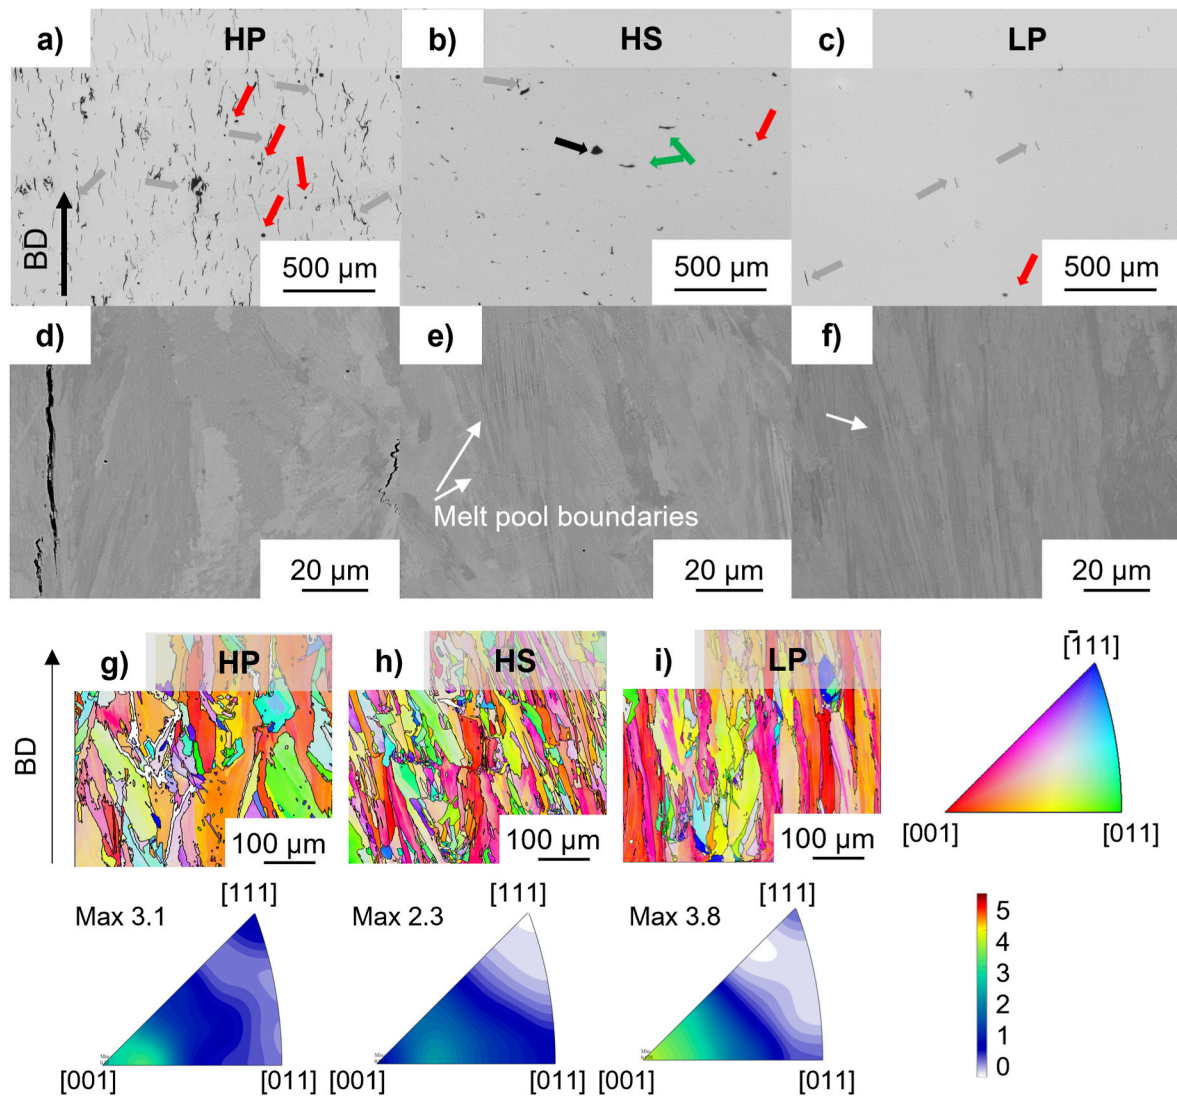 a) HP
b) HS
c) LP
BD
500 µm
500 µm
500 µm
d)
e)
f)
Melt pool boundaries
20 µm
20 µm
20 µm
g) HP
h) HS
i) LP
BD
100 µm
100 µm
100 µm
[1̄11]
[001]
[011]
Max 3.1
[111]
[001]
[011]
Max 2.3
[111]
[001]
[011]
Max 3.8
[111]
[001]
[011]
5
4
3
2
1
0